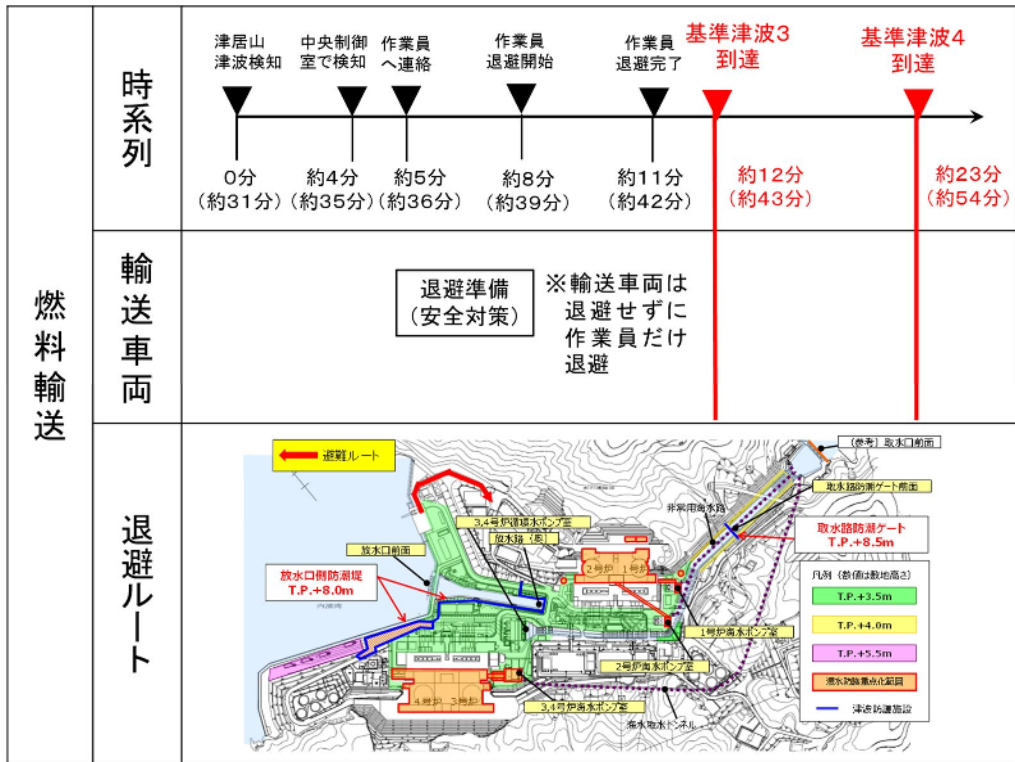 燃料輸送
時系列
津居山
津波検知
中央制御
室で検知
作業員
へ連絡
作業員
退避開始
作業員
退避完了
基準津波3
到達
基準津波4
到達
0分
(約31分)
約4分
(約35分)
約5分
(約36分)
約8分
(約39分)
約11分
(約42分)
約12分
(約43分)
約23分
(約54分)
輸送車両
退避準備
(安全対策)
※輸送車両は
退避せずに
作業員だけ
退避
退避ルート
避難ルート
(参考)取水口前面
取水路防潮ゲート前面
非常用海水路
取水路防潮ゲート
T.P.+8.5m
3,4号炉循環水ポンプ室
放水路(奥)
放水口前面
放水口側防潮堤
T.P.+8.0m
2号炉
1号炉
1号炉海水ポンプ室
2号炉海水ポンプ室
4号炉
3号炉
3,4号炉海水ポンプ室
海水取水トンネル
凡例(数値は敷地高さ)
T.P.+3.5m
T.P.+4.0m
T.P.+5.5m
浸水防護重点化範囲
津波防護施設